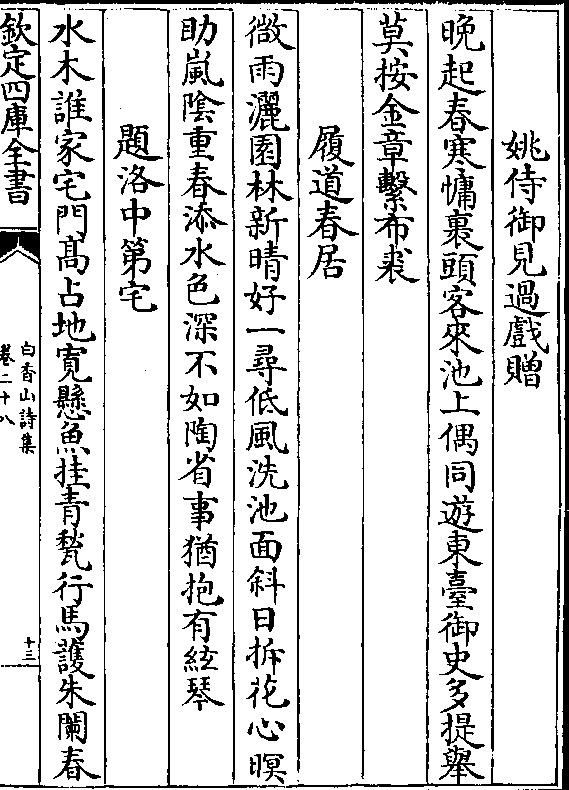 姚侍御見過戲贈
晚起春寒慵裹頭客來池上偶同遊東臺御史多提舉
莫按金章繫布裘
履道春居
微雨灑園林新晴好一尋低風洗池面斜日拆花心暝
助嵐陰重春添水色深不如陶省事猶抱有絃琴
題洛中第宅
水木誰家宅門髙占地寛懸魚挂青甃行馬護朱闌春
欽定四庫全書
白香山詩集
卷二十八
十三